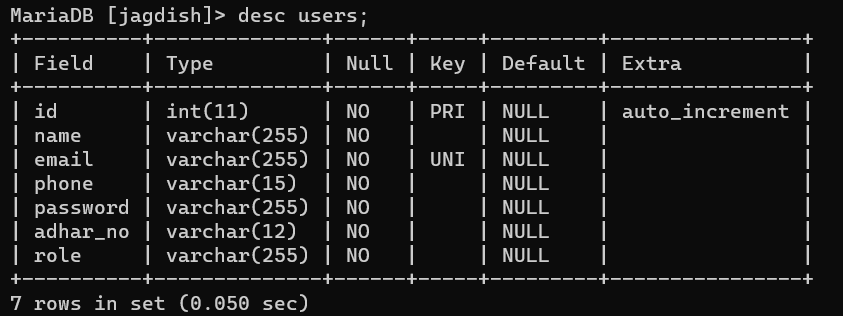 MariaDB [jagdish]> desc users;
+----------+--------------+------+-----+---------+----------------+
| Field    | Type         | Null | Key | Default | Extra          |
+----------+--------------+------+-----+---------+----------------+
| id       | int(11)      | NO   | PRI | NULL    | auto_increment |
| name     | varchar(255) | NO   |     | NULL    |                |
| email    | varchar(255) | NO   | UNI | NULL    |                |
| phone    | varchar(15)  | NO   |     | NULL    |                |
| password | varchar(255) | NO   |     | NULL    |                |
| adhar_no | varchar(12)  | NO   |     | NULL    |                |
| role     | varchar(255) | NO   |     | NULL    |                |
+----------+--------------+------+-----+---------+----------------+
7 rows in set (0.050 sec)